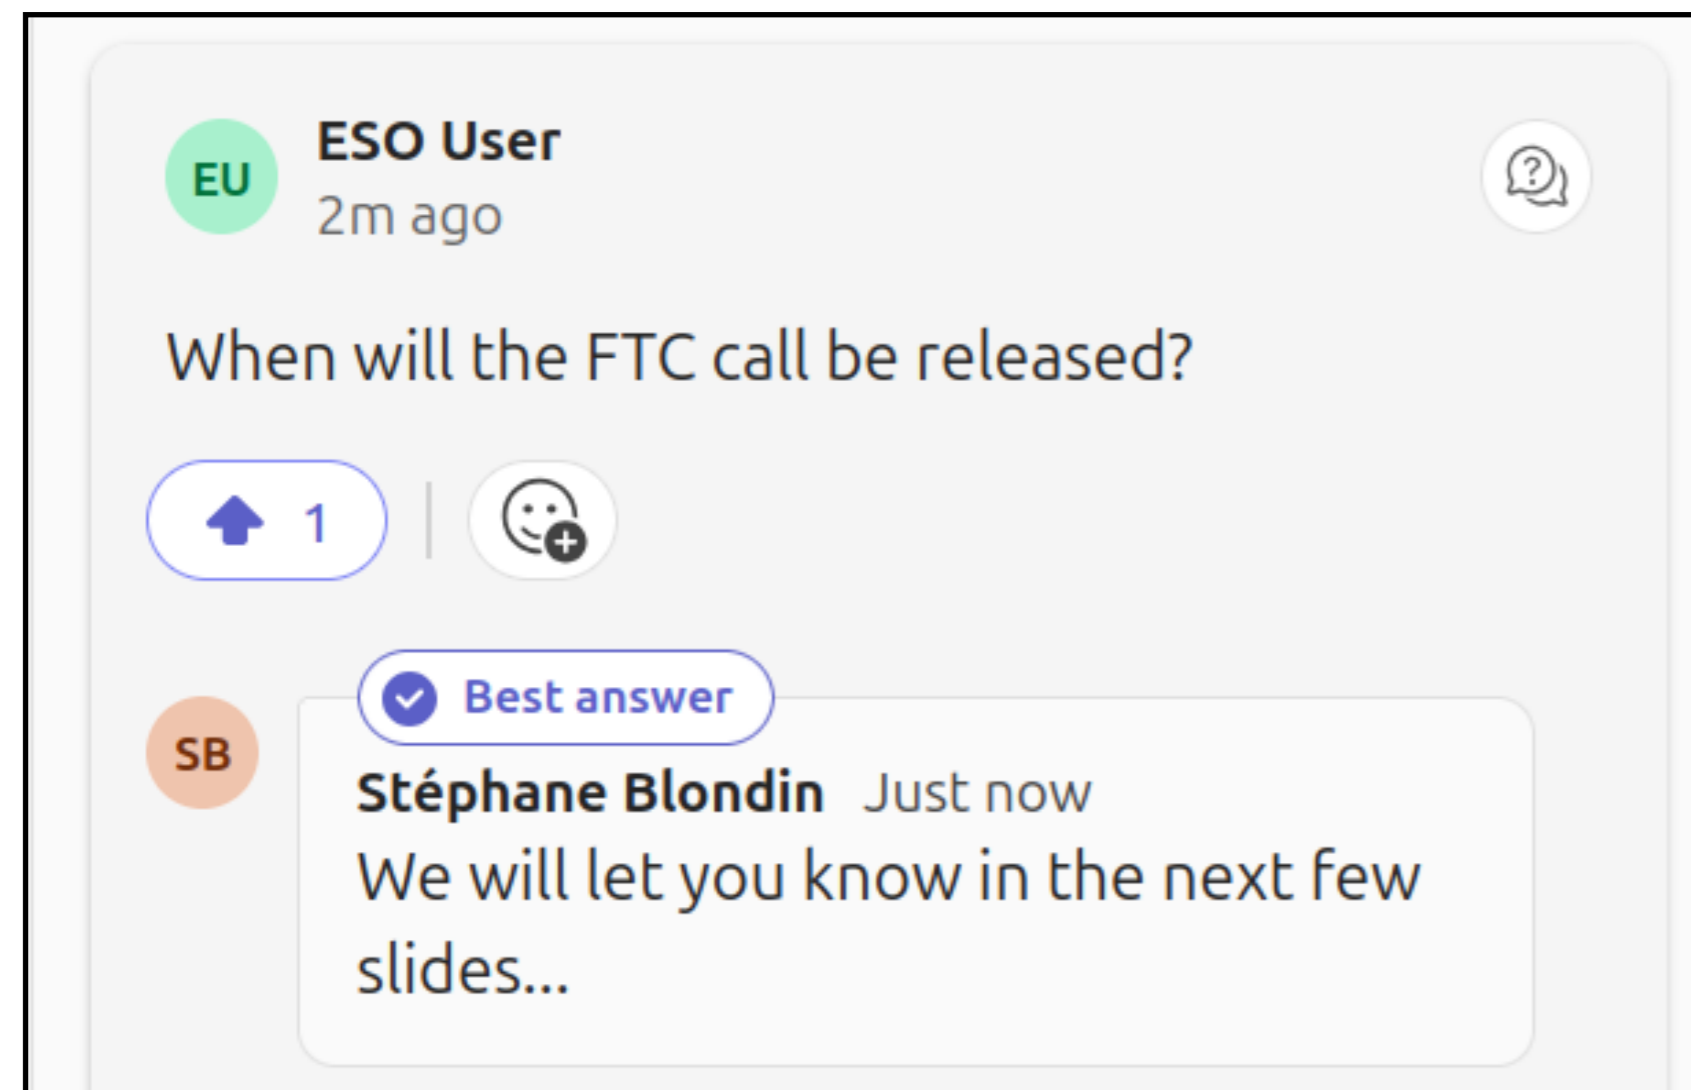 EU
ESO User
2m ago
?
When will the FTC call be released?
1
Best answer
SB
Stéphane Blondin Just now
We will let you know in the next few
slides...